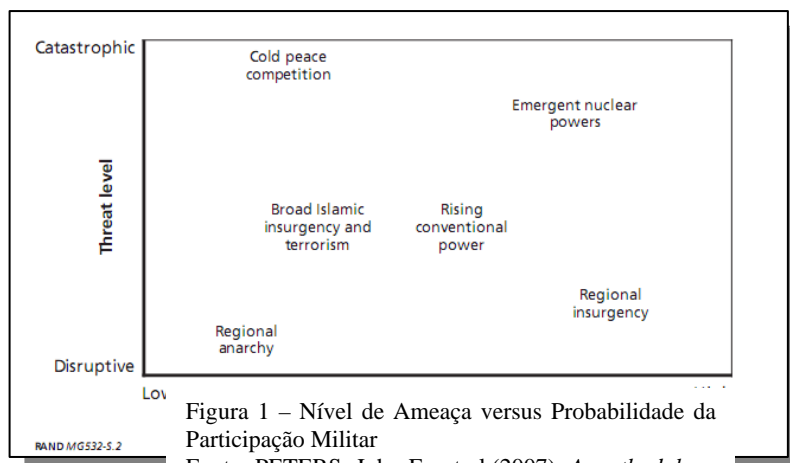 Catastrophic
Cold peace
competition
Emergent nuclear
powers
Threat level
Broad Islamic
insurgency and
terrorism
Rising
conventional
power
Regional
insurgency
Regional
anarchy
Disruptive
Figura 1 – Nível de Ameaça versus Probabilidade da
Participação Militar
RAND MG532-S.2